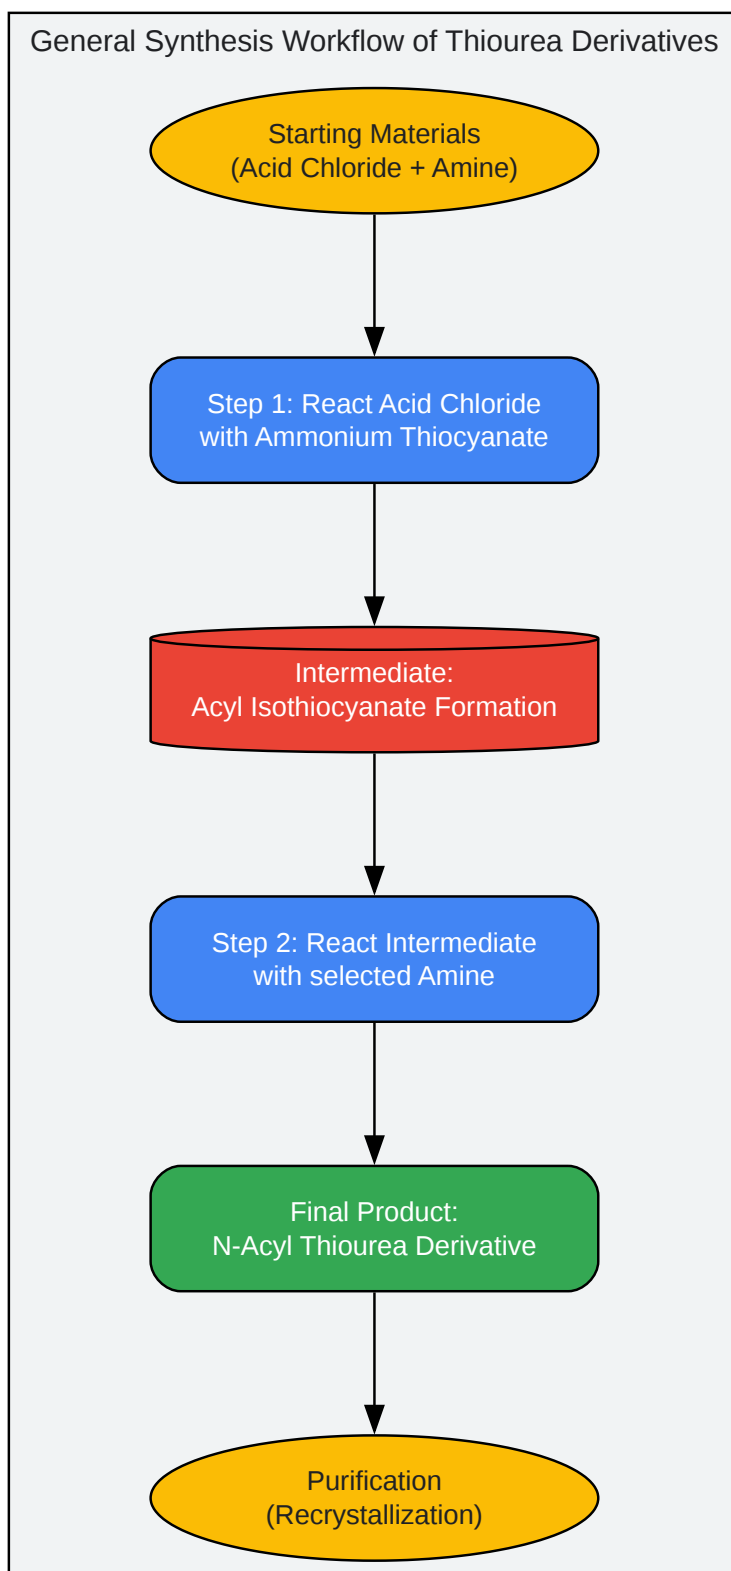 General Synthesis Workflow of Thiourea Derivatives
Starting Materials
(Acid Chloride + Amine)
Step 1: React Acid Chloride
with Ammonium Thiocyanate
Intermediate:
Acyl Isothiocyanate Formation
Step 2: React Intermediate
with selected Amine
Final Product:
N-Acyl Thiourea Derivative
Purification
(Recrystallization)